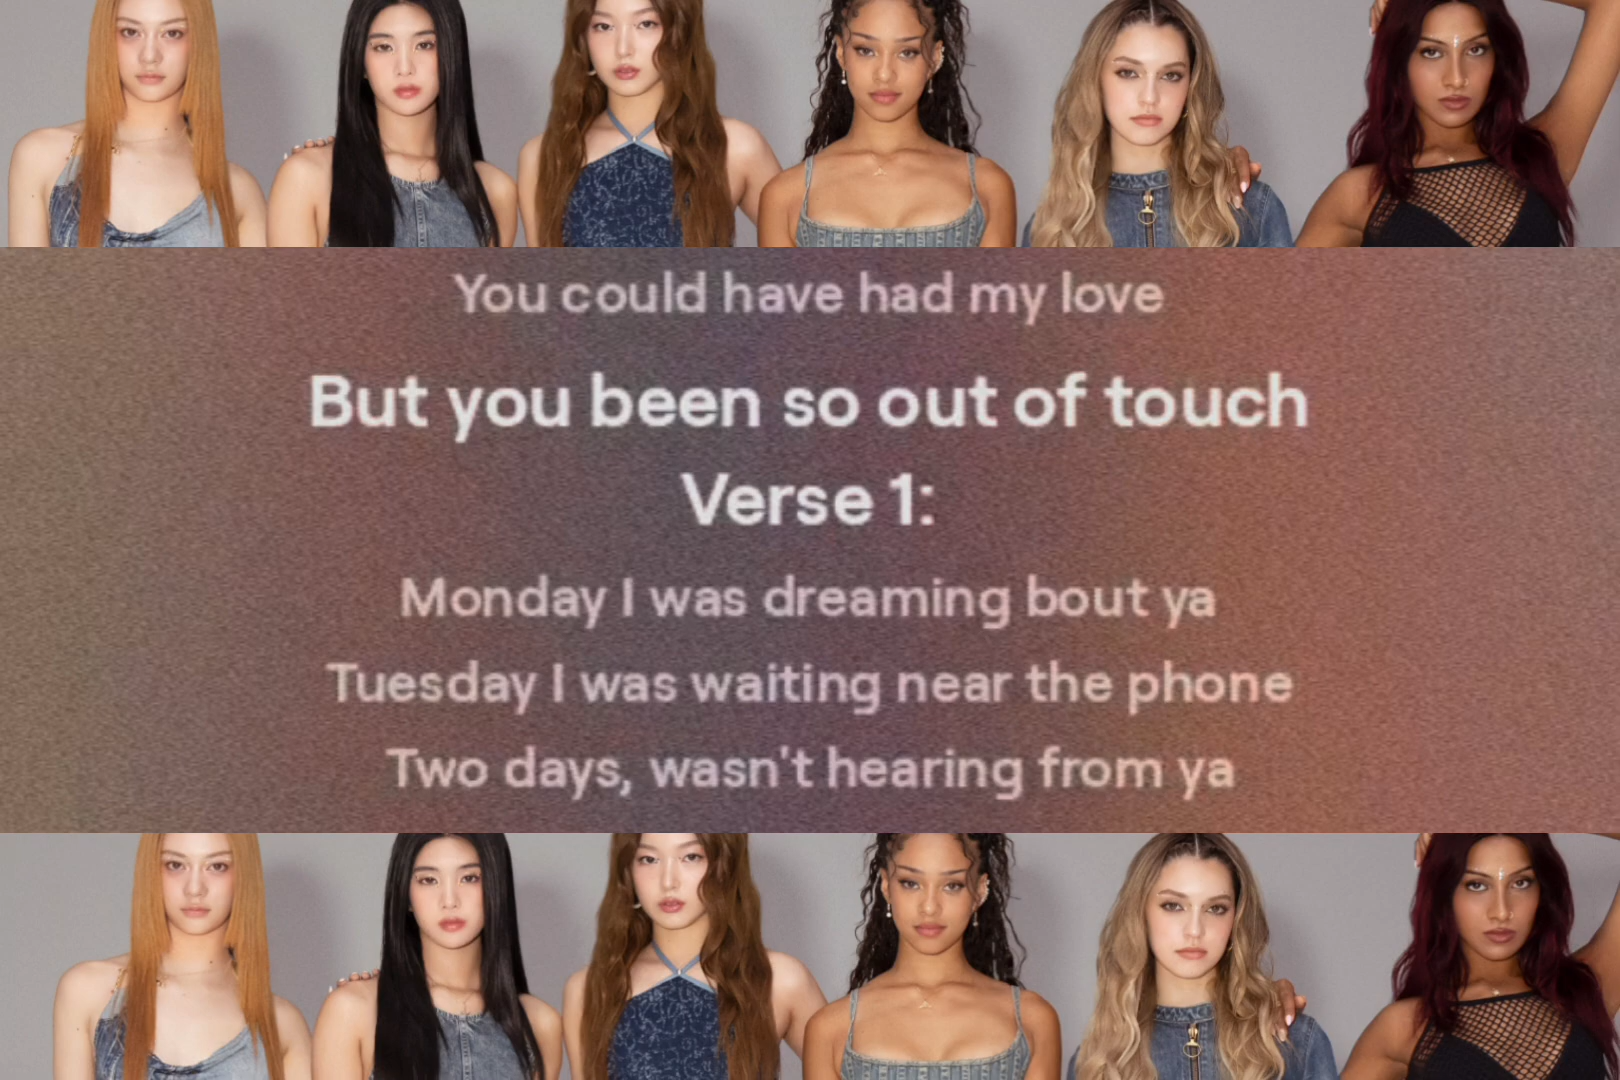 You could have had my love
But you been so out of touch
Verse 1:
Monday I was dreaming bout ya
Tuesday I was waiting near the phone
Two days, wasn't hearing from ya